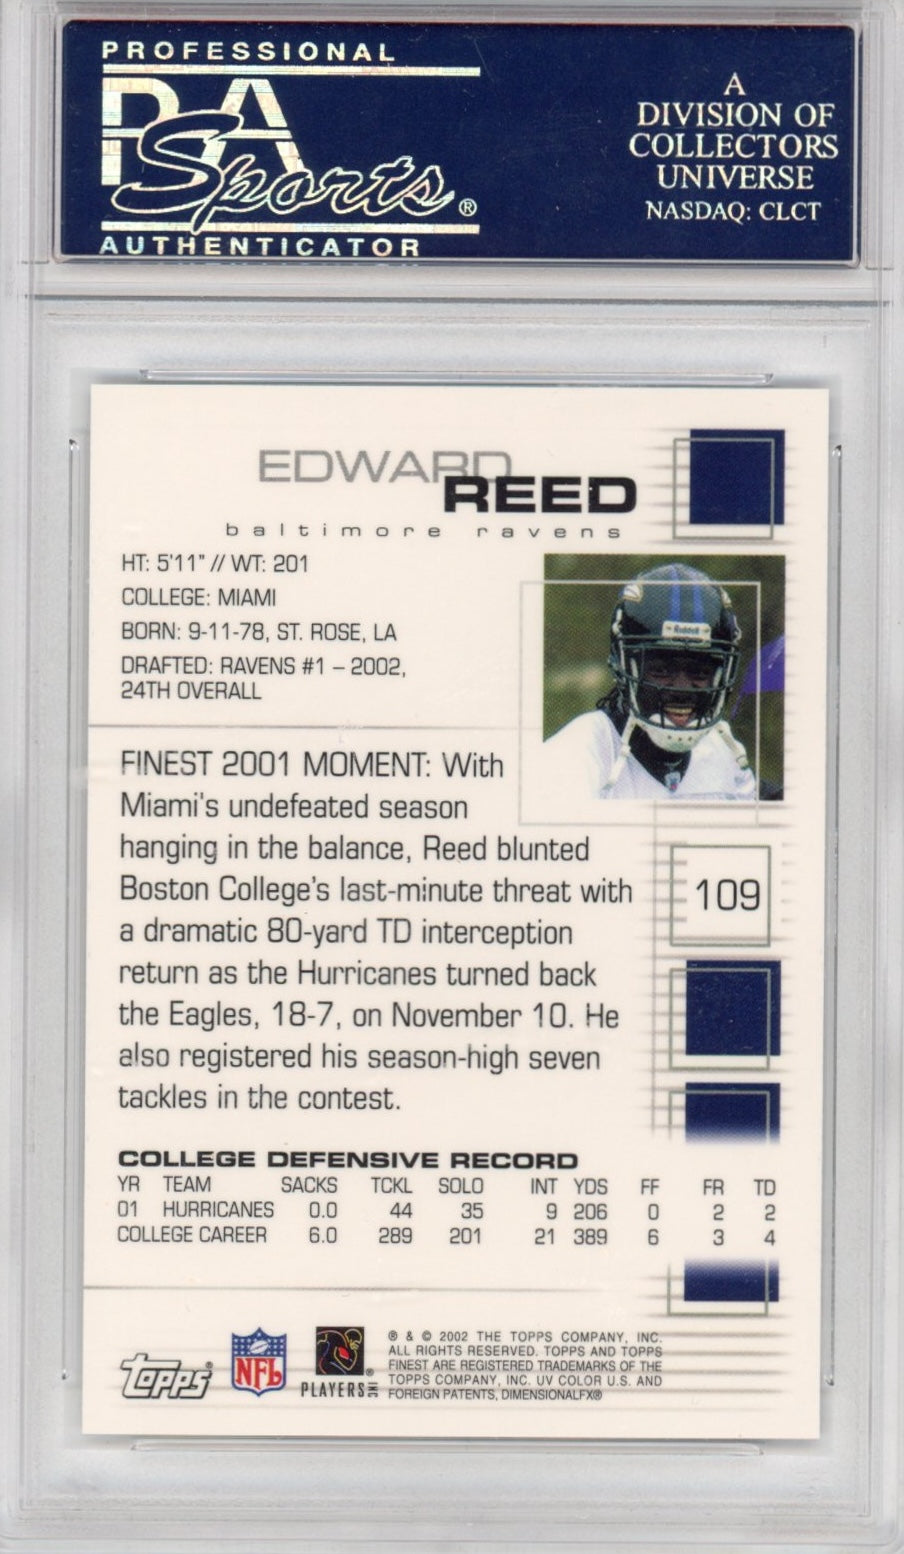 PROFESSIONAL
PSA
Sports®
AUTHENTICATOR
A
DIVISION OF
COLLECTORS
UNIVERSE
NASDAQ: CLCT
EDWARD
REED
baltimore ravens
HT: 5'11" // WT: 201
COLLEGE: MIAMI
BORN: 9-11-78, ST. ROSE, LA
DRAFTED: RAVENS #1 – 2002,
24TH OVERALL
Riddell
FINEST 2001 MOMENT: With
Miami's undefeated season
hanging in the balance, Reed blunted
Boston College's last-minute threat with
a dramatic 80-yard TD interception
return as the Hurricanes turned back
the Eagles, 18-7, on November 10. He
also registered his season-high seven
tackles in the contest.
109
COLLEGE DEFENSIVE RECORD
YR TEAM SACKS TCKL SOLO INT YDS FF FR TD
01 HURRICANES 0.0 44 35 9 206 0 2 2
COLLEGE CAREER 6.0 289 201 21 389 6 3 4
Topps®
NFL
PLAYERS INC ®
® & © 2002 THE TOPPS COMPANY, INC.
ALL RIGHTS RESERVED. TOPPS AND TOPPS
FINEST ARE REGISTERED TRADEMARKS OF THE
TOPPS COMPANY, INC. UV COLOR U.S. AND
FOREIGN PATENTS, DIMENSIONALFX®